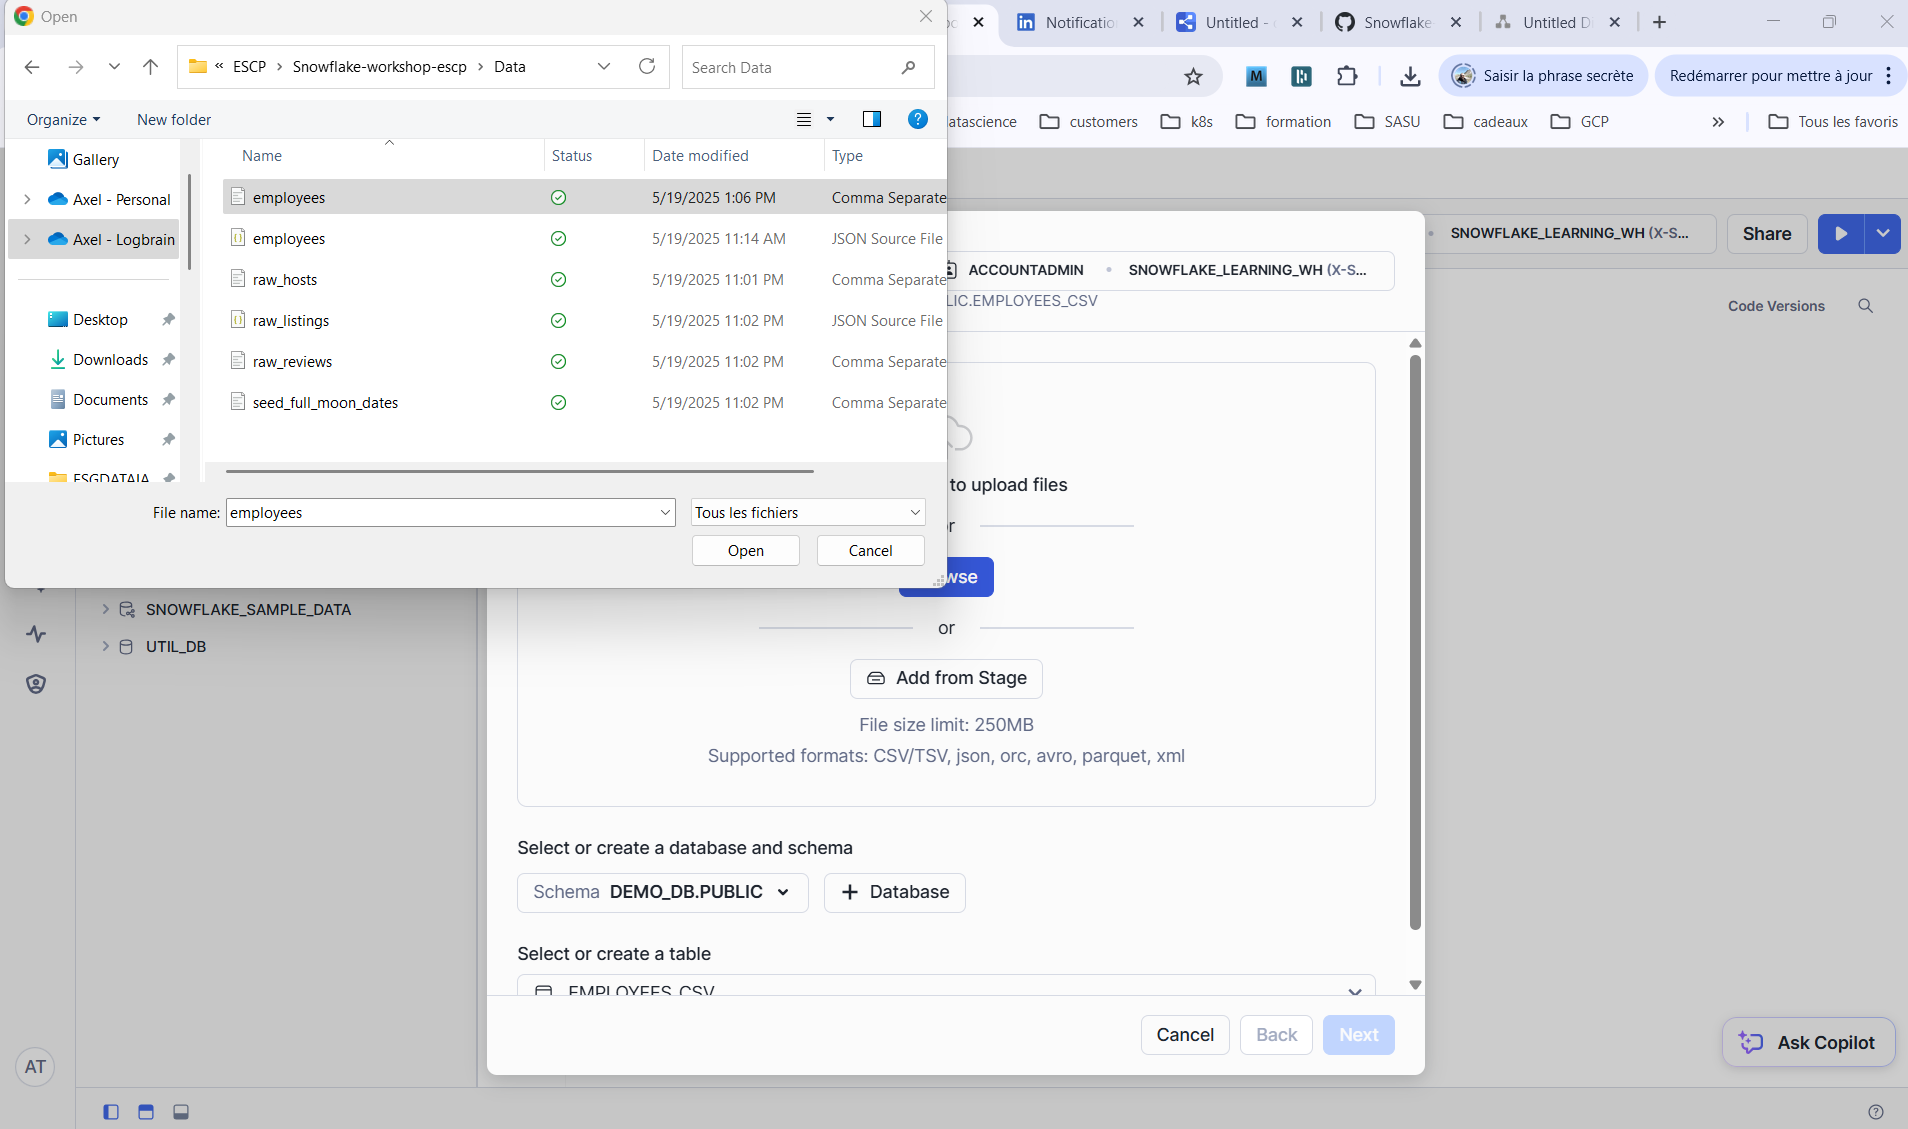 Open
Notificatio
Untitled -
Snowflake-
Untitled D
« ESCP › Snowflake-workshop-escp › Data
Search Data
M
Saisir la phrase secrète
Redémarrer pour mettre à jour
Organize
New folder
?
atascience
customers
k8s
formation
SASU
cadeaux
GCP
»
Tous les favoris
Name
Status
Date modified
Type
Gallery
Axel - Personal
Axel - Logbrain
Desktop
Downloads
Documents
Pictures
ESGDATAIA
employees 5/19/2025 1:06 PM Comma Separate
employees 5/19/2025 11:14 AM JSON Source File
raw_hosts 5/19/2025 11:01 PM Comma Separate
raw_listings 5/19/2025 11:02 PM JSON Source File
raw_reviews 5/19/2025 11:02 PM Comma Separate
seed_full_moon_dates 5/19/2025 11:02 PM Comma Separate
File name: employees
Tous les fichiers
Open
Cancel
SNOWFLAKE_LEARNING_WH (X-S...
Share
ACCOUNTADMIN
SNOWFLAKE_LEARNING_WH (X-S...
LIC.EMPLOYEES_CSV
Code Versions
to upload files
or
wse
or
Add from Stage
File size limit: 250MB
Supported formats: CSV/TSV, json, orc, avro, parquet, xml
SNOWFLAKE_SAMPLE_DATA
UTIL_DB
Select or create a database and schema
Schema DEMO_DB.PUBLIC
+ Database
Select or create a table
EMPLOYEES_CSV
Cancel
Back
Next
Ask Copilot
AT
?